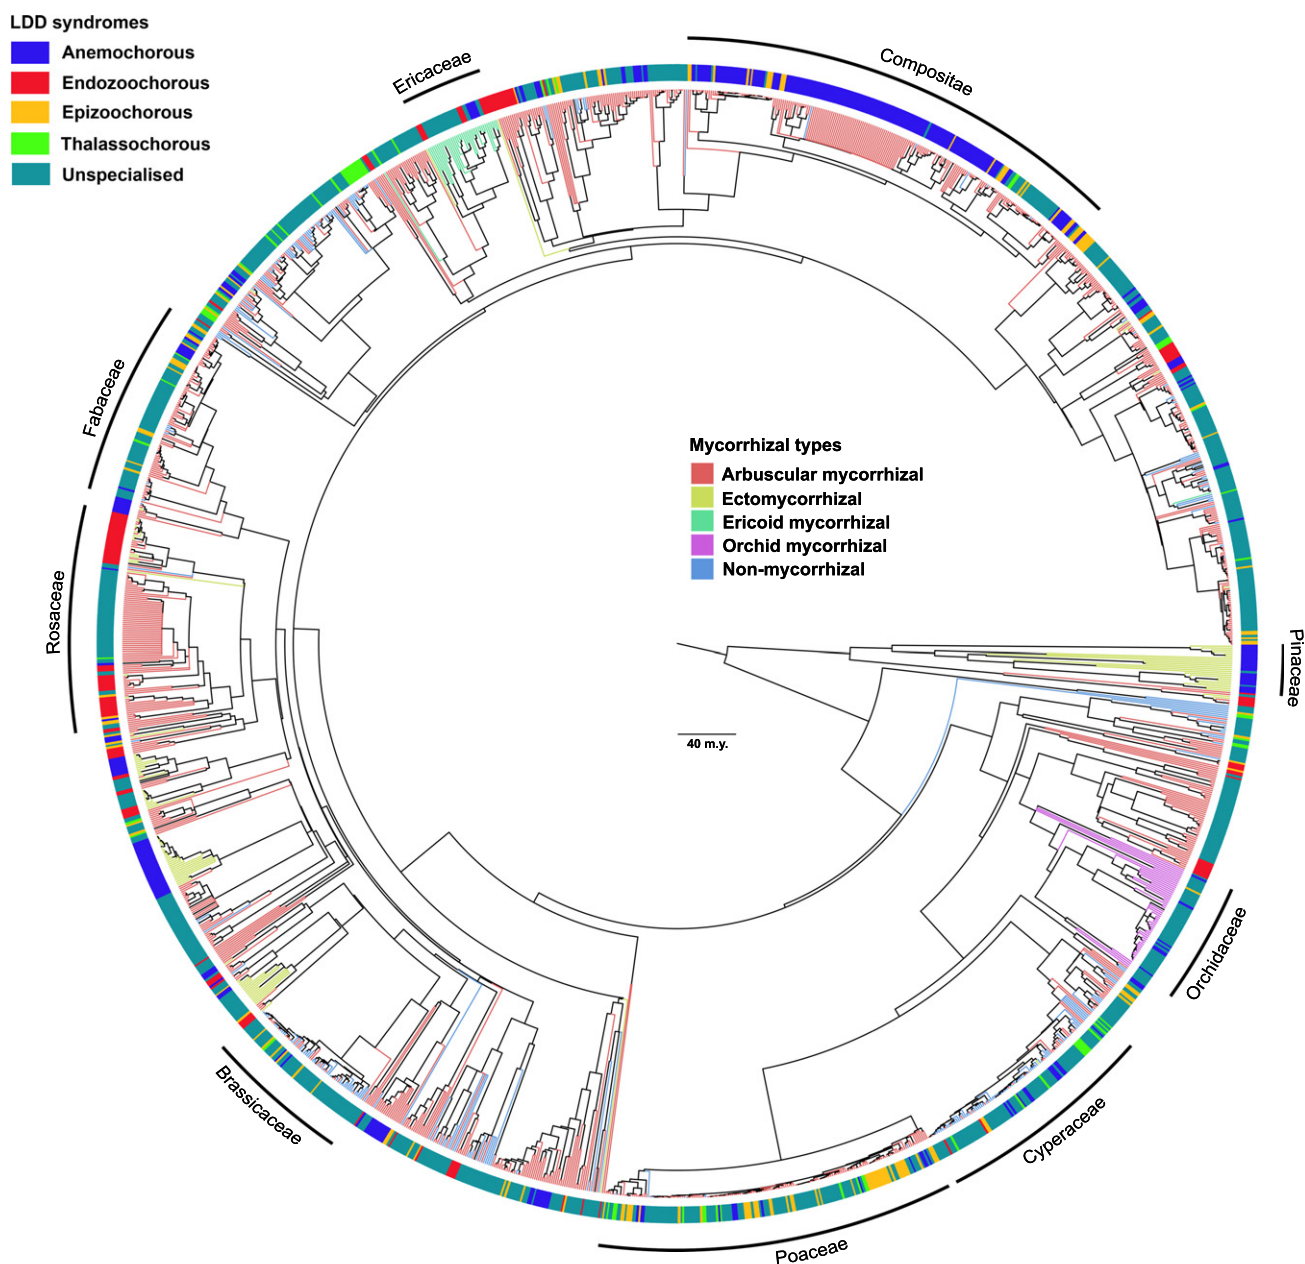 LDD syndromes
Anemochorous
Endozoochorous
Epizoochorous
Thalassochorous
Unspecialised
Ericaceae
Compositae
Fabaceae
Mycorrhizal types
Arbuscular mycorrhizal
Ectomycorrhizal
Ericoid mycorrhizal
Orchid mycorrhizal
Non-mycorrhizal
Rosaceae
Pinaceae
40 m.y.
Orchidaceae
Brassicaceae
Cyperaceae
Poaceae